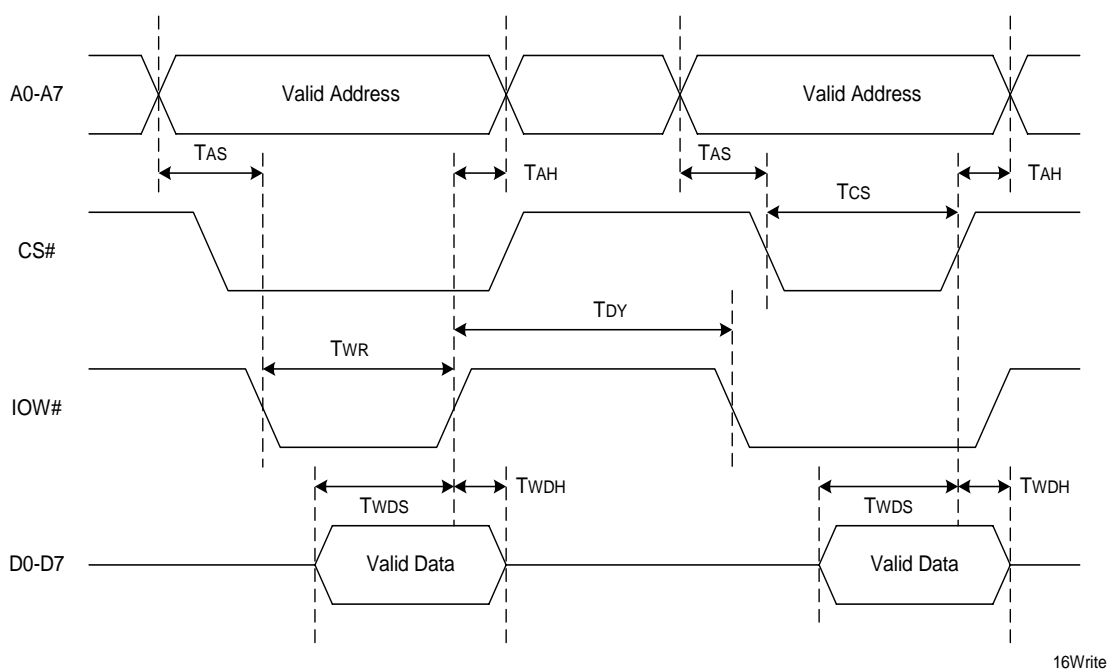 A0-A7
Valid Address
Valid Address
TAS
TAH
TAS
TAH
TCS
CS#
TDY
TWR
IOW#
TWDS
TWDH
TWDS
TWDH
D0-D7
Valid Data
Valid Data
16Write